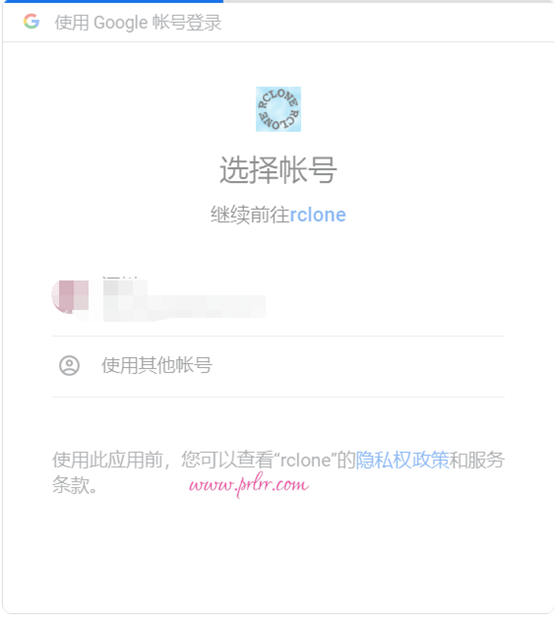 使用 Google 帐号登录
RCLONE RCLONE
选择帐号
继续前往rclone
使用其他帐号
使用此应用前，您可以查看“rclone”的隐私权政策和服务
条款。
www.prlrr.com